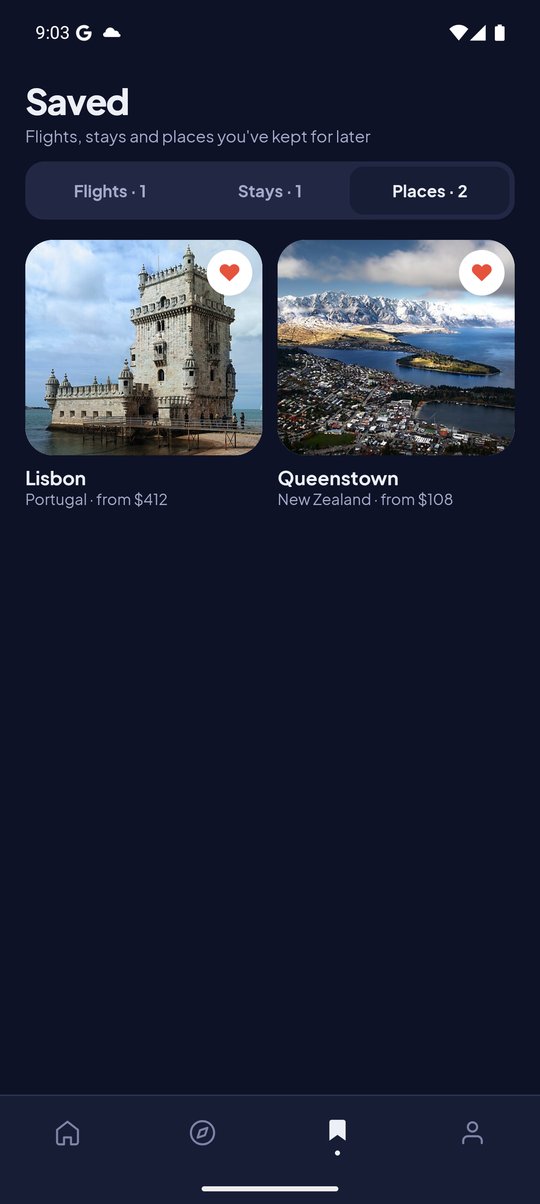 9:03
Saved
Flights, stays and places you've kept for later
Flights · 1
Stays · 1
Places · 2
Lisbon
Portugal · from $412
Queenstown
New Zealand · from $108